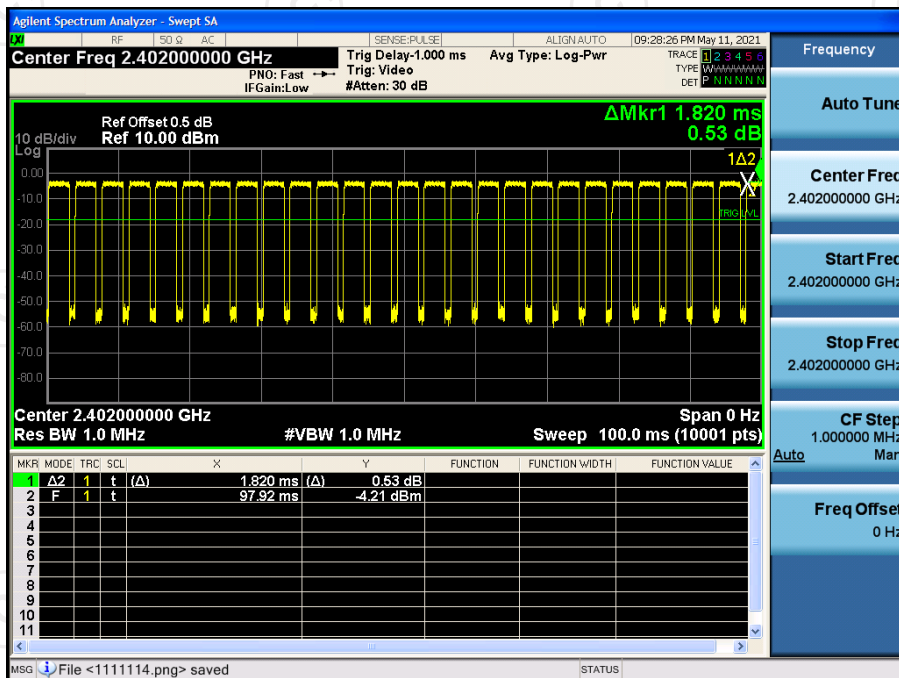 Agilent Spectrum Analyzer - Swept SA
LXI RF 50 Ω AC SENSE:PULSE ALIGNAUTO 09:28:26 PM May 11, 2021
Center Freq 2.402000000 GHz Trig Delay-1.000 ms Avg Type: Log-Pwr TRACE 1 2 3 4 5 6
PNO: Fast Trig: Video TYPE WWWWWWW
IFGain:Low #Atten: 30 dB DET P N N N N N
ΔMkr1 1.820 ms
0.53 dB
Ref Offset 0.5 dB
10 dB/div Ref 10.00 dBm
Log
1Δ2
0.00
X
-10.0
TRIG LVL
-20.0
-30.0
-40.0
-50.0
-60.0
-70.0
-80.0
Center 2.402000000 GHz Span 0 Hz
Res BW 1.0 MHz #VBW 1.0 MHz Sweep 100.0 ms (10001 pts)
MKR MODE TRC SCL X Y FUNCTION FUNCTION WIDTH FUNCTION VALUE
1 Δ2 1 t (Δ) 1.820 ms (Δ) 0.53 dB
2 F 1 t 97.92 ms -4.21 dBm
3
4
5
6
7
8
9
10
11
MSG File <1111114.png> saved STATUS
Frequency
Auto Tune
Center Freq
2.402000000 GHz
Start Freq
2.402000000 GHz
Stop Freq
2.402000000 GHz
CF Step
1.000000 MHz
Auto Man
Freq Offset
0 Hz